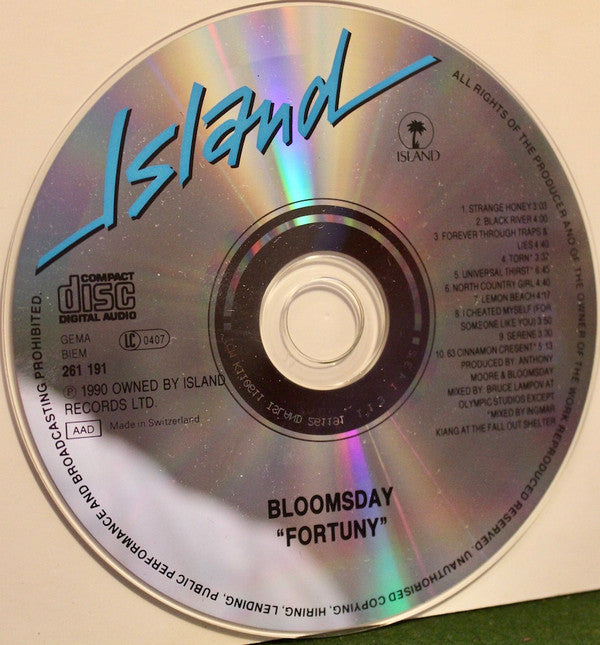 Island
ISLAND
1. STRANGE HONEY 3:03
2. BLACK RIVER 4:00
3. FOREVER THROUGH TRAPS &
LIES 4:40
4. TORN* 3:37
5. UNIVERSAL THIRST* 6:45
6. NORTH COUNTRY GIRL 4:40
7. LEMON BEACH 4:17
8. I CHEATED MYSELF (FOR
SOMEONE LIKE YOU) 3:50
9. SERENE 3:30
10. 63 CINNAMON CRESENT* 5:13
PRODUCED BY: ANTHONY
MOORE & BLOOMSDAY
MIXED BY: BRUCE LAMPOV AT
OLYMPIC STUDIOS EXCEPT
*MIXED BY INGMAR
KIANG AT THE FALL OUT SHELTER
COMPACT
disc
DIGITAL AUDIO
GEMA
BIEM
LC 0407
261 191
℗ 1990 OWNED BY ISLAND
RECORDS LTD.
AAD Made in Switzerland
BLOOMSDAY
"FORTUNY"
ALL RIGHTS OF THE PRODUCER AND OF THE OWNER OF THE WORK REPRODUCED RESERVED. UNAUTHORISED COPYING, HIRING, LENDING, PUBLIC PERFORMANCE AND BROADCASTING PROHIBITED.